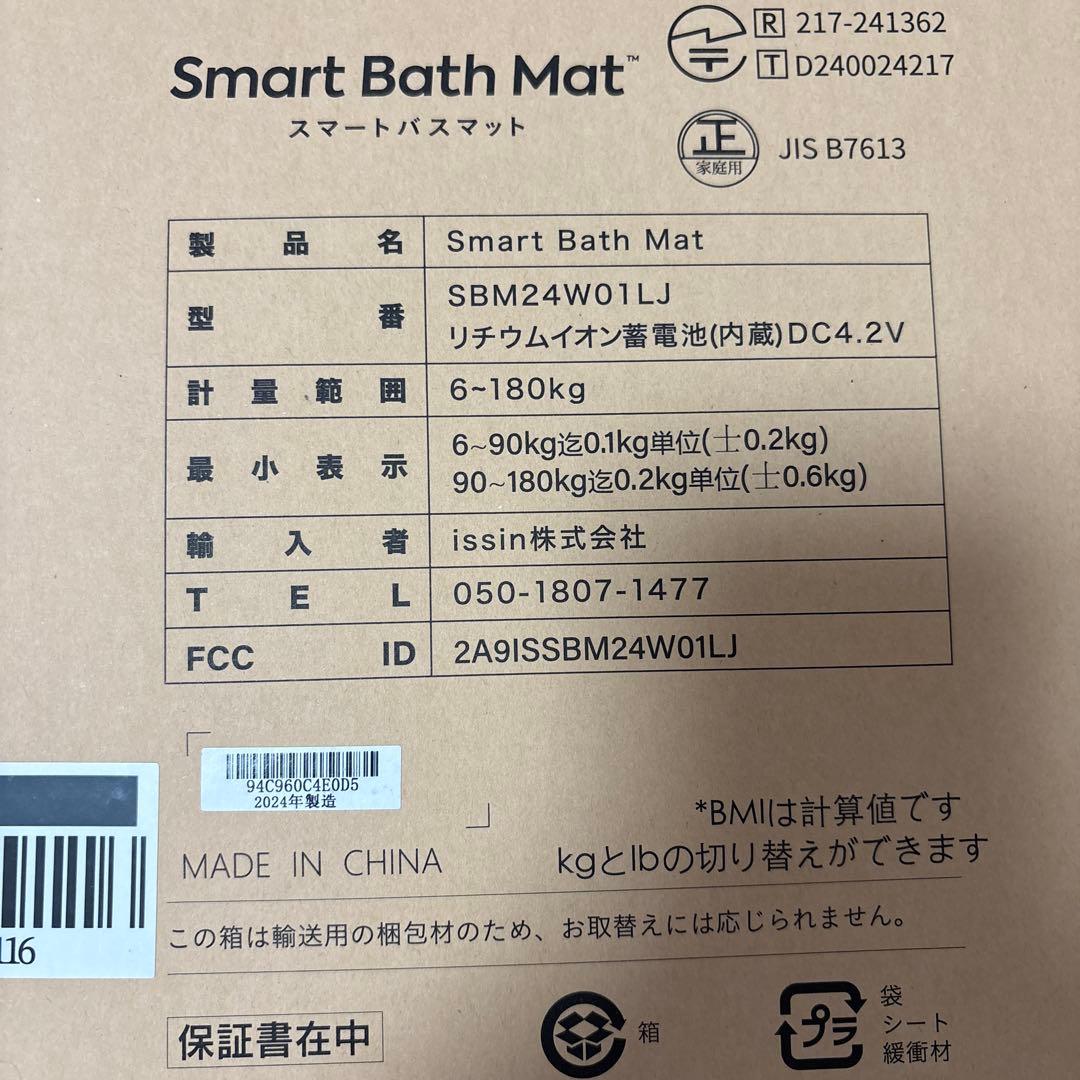 Smart Bath Mat™
スマートバスマット
R 217-241362
T D240024217
正
家庭用
JIS B7613
製品名 Smart Bath Mat
型番 SBM24W01LJ
リチウムイオン蓄電池(内蔵)DC4.2V
計量範囲 6~180kg
最小表示 6~90kg迄0.1kg単位(士0.2kg)
90~180kg迄0.2kg単位(士0.6kg)
輸入者 issin株式会社
TEL 050-1807-1477
FCC ID 2A9ISSBM24W01LJ
94C960C4E0D5
2024年製造
*BMIは計算値です
MADE IN CHINA
kgとlbの切り替えができます
116
この箱は輸送用の梱包材のため、お取替えには応じられません。
保証書在中
箱
プラ
袋
シート
緩衝材